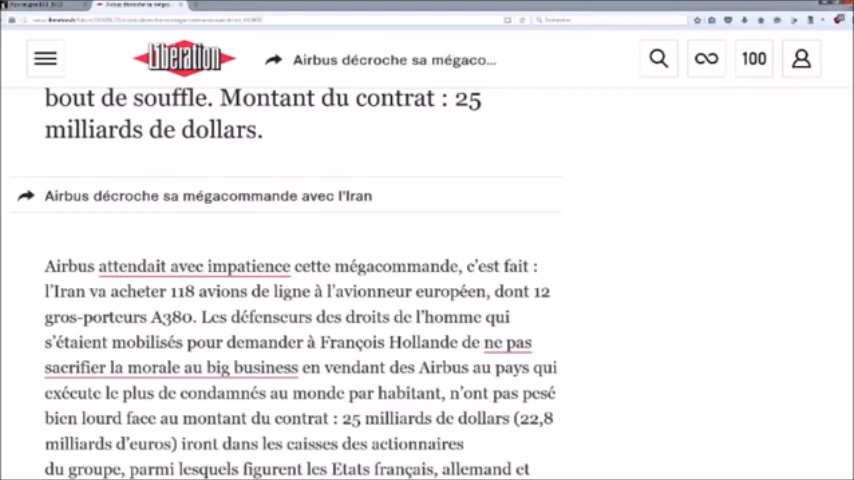 Libération
Airbus décroche sa mégaco...
100
bout de souffle. Montant du contrat : 25
milliards de dollars.
Airbus décroche sa mégacommande avec l'Iran
Airbus attendait avec impatience cette mégacommande, c'est fait :
l'Iran va acheter 118 avions de ligne à l'avionneur européen, dont 12
gros-porteurs A380. Les défenseurs des droits de l'homme qui
s'étaient mobilisés pour demander à François Hollande de ne pas
sacrifier la morale au big business en vendant des Airbus au pays qui
exécute le plus de condamnés au monde par habitant, n'ont pas pesé
bien lourd face au montant du contrat : 25 milliards de dollars (22,8
milliards d'euros) iront dans les caisses des actionnaires
du groupe, parmi lesquels figurent les Etats français, allemand et